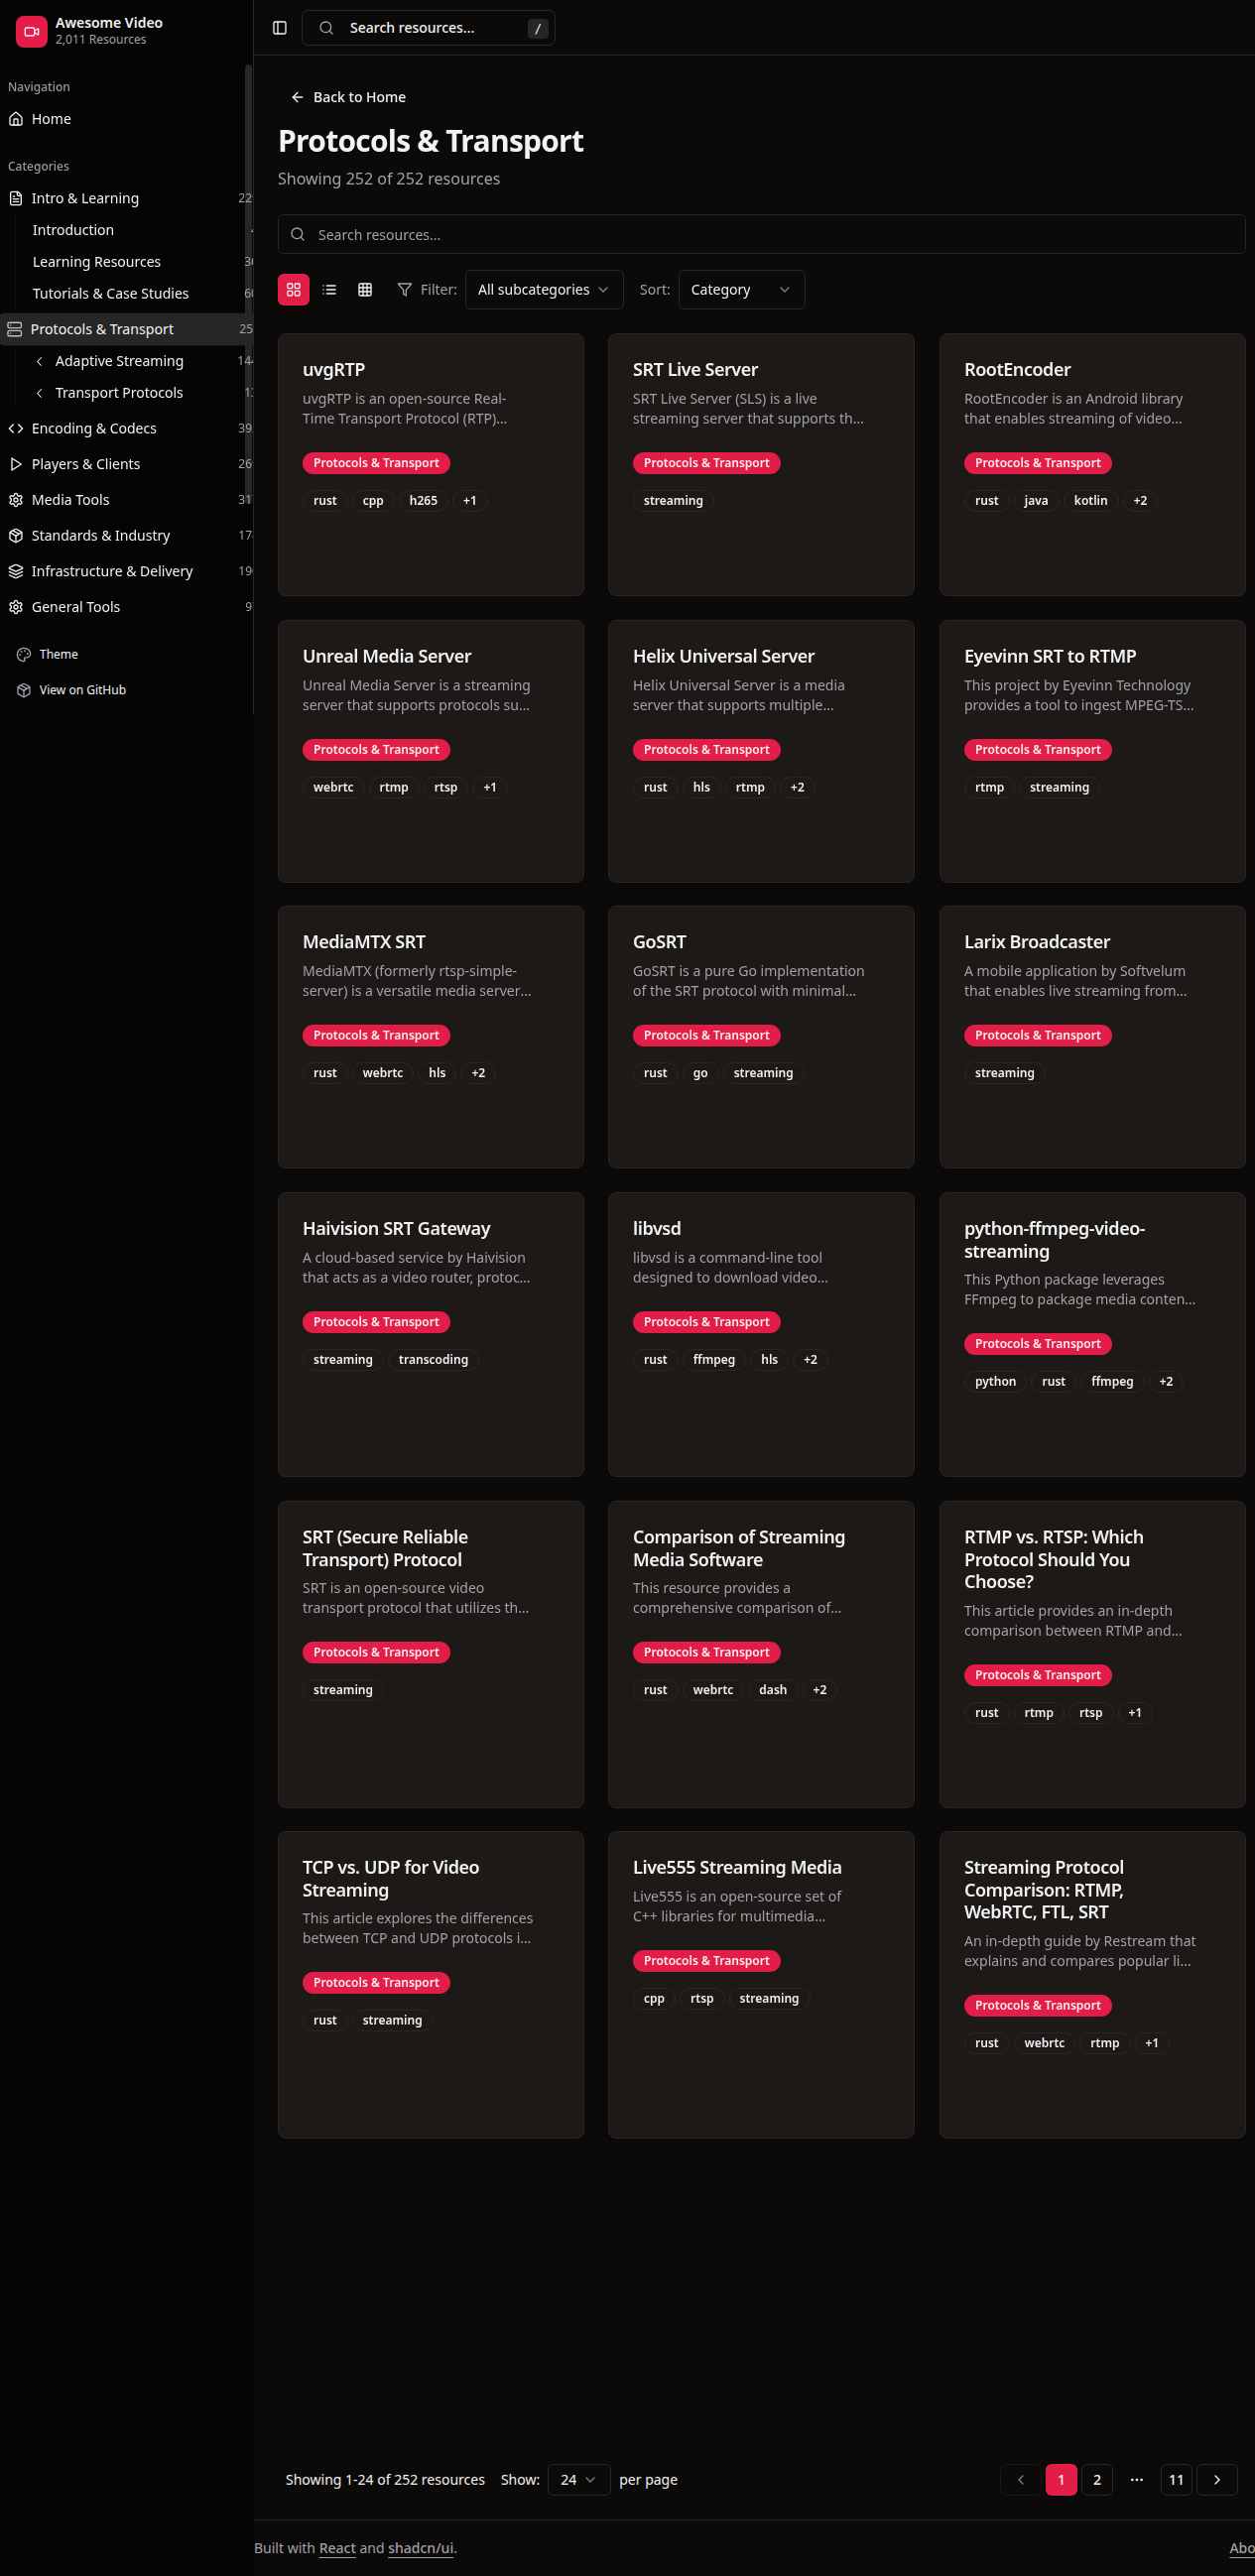 Awesome Video
2,011 Resources
Search resources...
/
Navigation
Home
Categories
Intro & Learning
Introduction
Learning Resources
Tutorials & Case Studies
Protocols & Transport
Adaptive Streaming
Transport Protocols
Encoding & Codecs
Players & Clients
Media Tools
Standards & Industry
Infrastructure & Delivery
General Tools
Theme
View on GitHub
Back to Home
Protocols & Transport
Showing 252 of 252 resources
Search resources...
Filter:
All subcategories
Sort:
Category
uvgRTP
uvgRTP is an open-source Real-
Time Transport Protocol (RTP)...
Protocols & Transport
rust cpp h265 +1
SRT Live Server
SRT Live Server (SLS) is a live
streaming server that supports th...
Protocols & Transport
streaming
RootEncoder
RootEncoder is an Android library
that enables streaming of video...
Protocols & Transport
rust java kotlin +2
Unreal Media Server
Unreal Media Server is a streaming
server that supports protocols su...
Protocols & Transport
webrtc rtmp rtsp +1
Helix Universal Server
Helix Universal Server is a media
server that supports multiple...
Protocols & Transport
rust hls rtmp +2
Eyevinn SRT to RTMP
This project by Eyevinn Technology
provides a tool to ingest MPEG-TS...
Protocols & Transport
rtmp streaming
MediaMTX SRT
MediaMTX (formerly rtsp-simple-
server) is a versatile media server...
Protocols & Transport
rust webrtc hls +2
GoSRT
GoSRT is a pure Go implementation
of the SRT protocol with minimal...
Protocols & Transport
rust go streaming
Larix Broadcaster
A mobile application by Softvelum
that enables live streaming from...
Protocols & Transport
streaming
Haivision SRT Gateway
A cloud-based service by Haivision
that acts as a video router, protoc...
Protocols & Transport
streaming transcoding
libvsd
libvsd is a command-line tool
designed to download video...
Protocols & Transport
rust ffmpeg hls +2
python-ffmpeg-video-
streaming
This Python package leverages
FFmpeg to package media conten...
Protocols & Transport
python rust ffmpeg +2
SRT (Secure Reliable
Transport) Protocol
SRT is an open-source video
transport protocol that utilizes th...
Protocols & Transport
streaming
Comparison of Streaming
Media Software
This resource provides a
comprehensive comparison of...
Protocols & Transport
rust webrtc dash +2
RTMP vs. RTSP: Which
Protocol Should You
Choose?
This article provides an in-depth
comparison between RTMP and...
Protocols & Transport
rust rtmp rtsp +1
TCP vs. UDP for Video
Streaming
This article explores the differences
between TCP and UDP protocols i...
Protocols & Transport
rust streaming
Live555 Streaming Media
Live555 is an open-source set of
C++ libraries for multimedia...
Protocols & Transport
cpp rtsp streaming
Streaming Protocol
Comparison: RTMP,
WebRTC, FTL, SRT
An in-depth guide by Restream that
explains and compares popular li...
Protocols & Transport
rust webrtc rtmp +1
Showing 1-24 of 252 resources
Show:
24
per page
1 2 ... 11
Built with React and shadcn/ui.
Abo